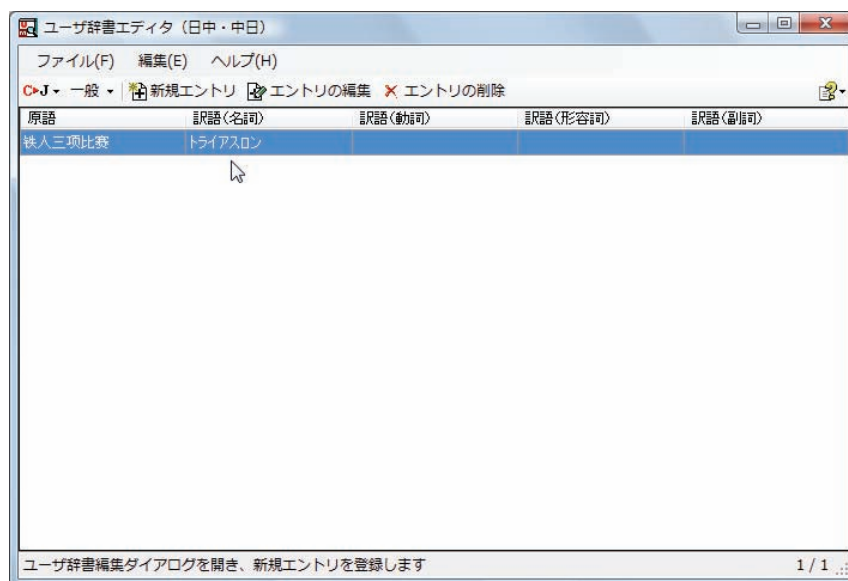 ユーザ辞書エディタ（日中・中日）
ファイル(F) 編集(E) ヘルプ(H)
C▸J 一般 新規エントリ エントリの編集 エントリの削除
原語 訳語(名詞) 訳語(動詞) 訳語(形容詞) 訳語(副詞)
铁人三项比赛 トライアスロン
ユーザ辞書編集ダイアログを開き、新規エントリを登録します 1 / 1